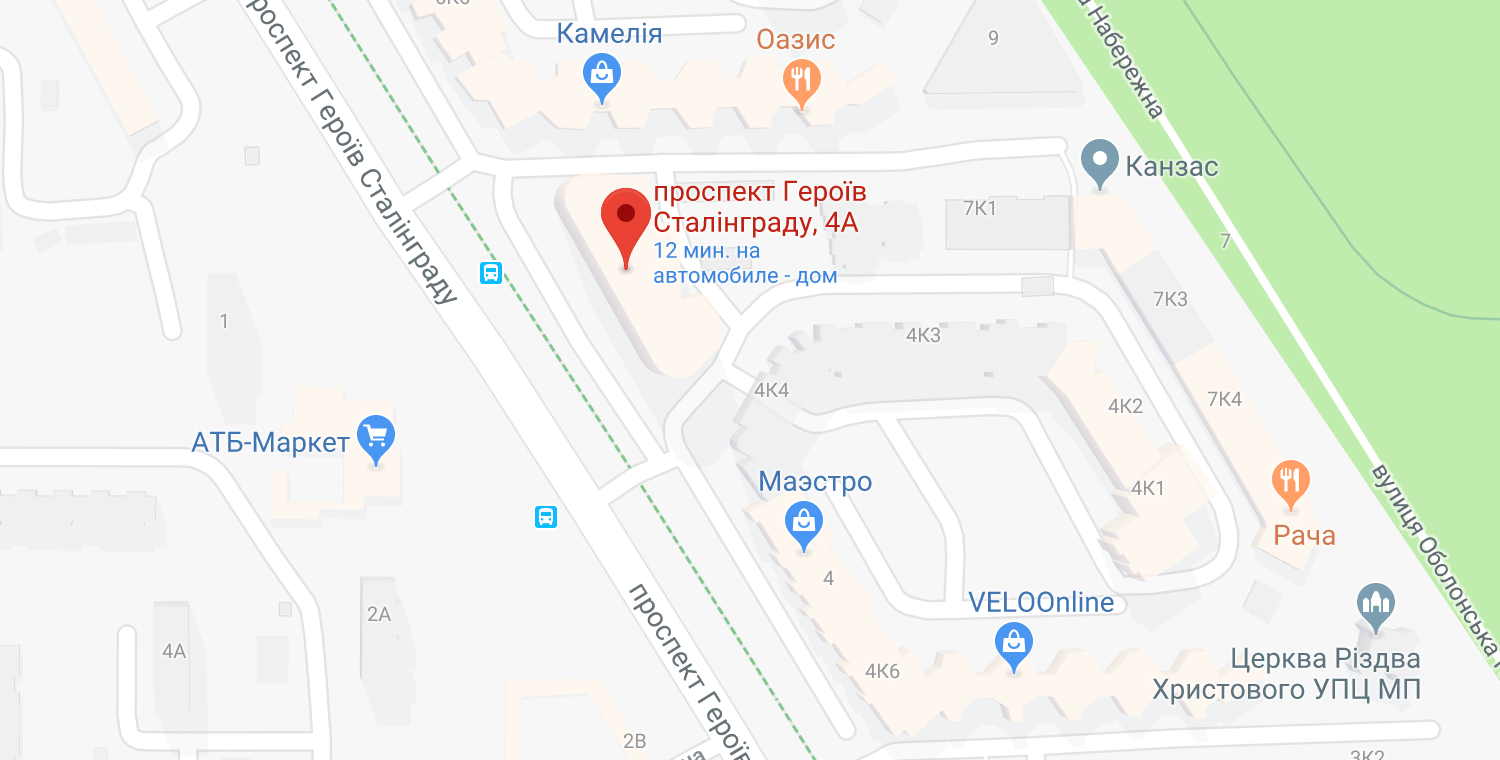 проспект Героїв Сталінграду
Камелія
Оазис
9
а Набережна
Канзас
проспект Героїв
Сталінграду, 4А
12 мин. на
автомобиле - дом
7К1
7
7К3
1
4К3
4К4
4К2
7К4
АТБ-Маркет
Маэстро
4К1
вулиця Оболонська
Рача
4
проспект Героїв
VELOOnline
2А
4А
4К6
Церква Різдва
Христового УПЦ МП
2В
3К2